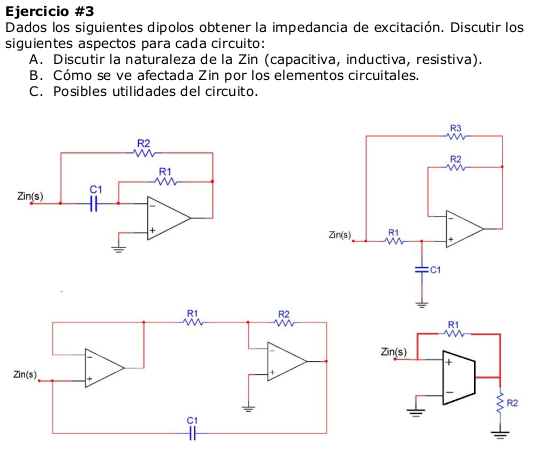 Ejercicio #3
Dados los siguientes dipolos obtener la impedancia de excitación. Discutir los
siguientes aspectos para cada circuito:
A. Discutir la naturaleza de la Zin (capacitiva, inductiva, resistiva).
B. Cómo se ve afectada Zin por los elementos circuitales.
C. Posibles utilidades del circuito.
R2
R1
Zin(s)
C1
-
+
R3
R2
Zin(s)
R1
-
+
C1
R1
R2
-
+
Zin(s)
-
+
C1
R1
Zin(s)
+
-
R2